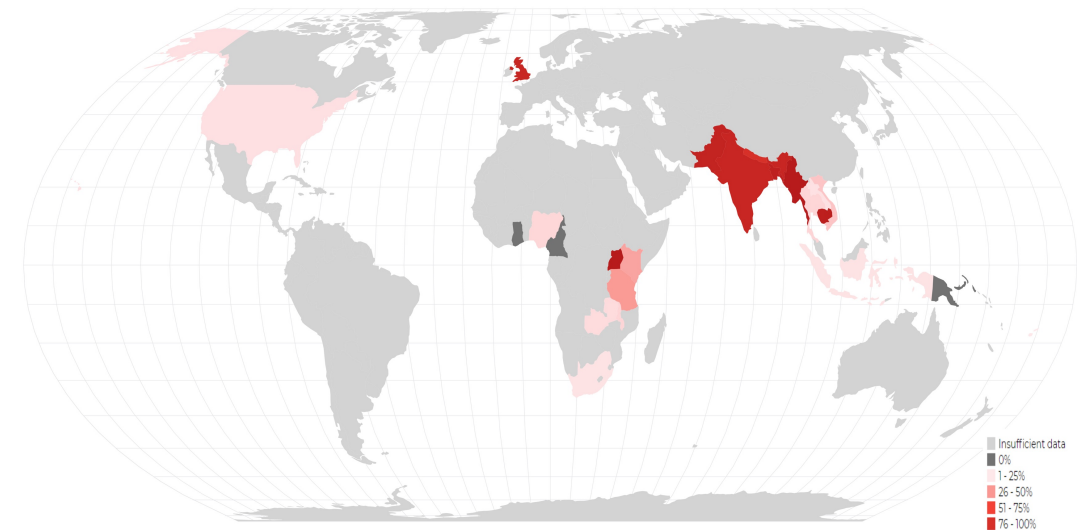 Insufficient data
0%
1 - 25%
26 - 50%
51 - 75%
76 - 100%